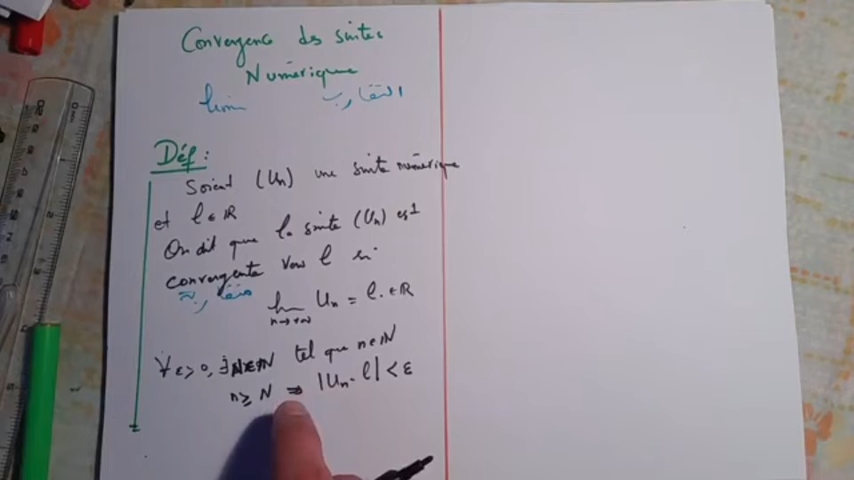 Convergence des suites
Numérique
lim التقارب
Déf :
Soient (Un) une suite numérique
et l ∈ ℝ
On dit que la suite (Un) est
convergente vers l si
متقاربة
lim Un = l ∈ ℝ
n→+∞
∀ε>0, ∃N∈ℕ tel que n∈ℕ
n≥N ⇒ |Un-l|<ε